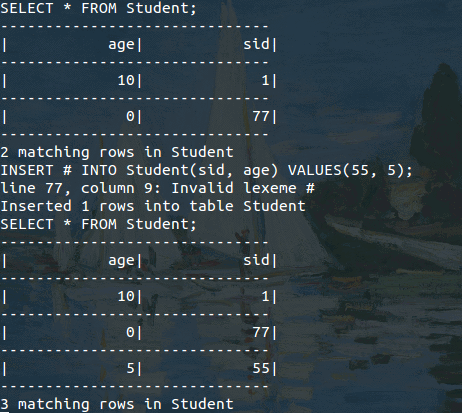 SELECT * FROM Student;
------------------------------
|            age|            sid|
------------------------------
|             10|              1|
------------------------------
|              0|             77|
------------------------------
2 matching rows in Student
INSERT # INTO Student(sid, age) VALUES(55, 5);
line 77, column 9: Invalid lexeme #
Inserted 1 rows into table Student
SELECT * FROM Student;
------------------------------
|            age|            sid|
------------------------------
|             10|              1|
------------------------------
|              0|             77|
------------------------------
|              5|             55|
------------------------------
3 matching rows in Student